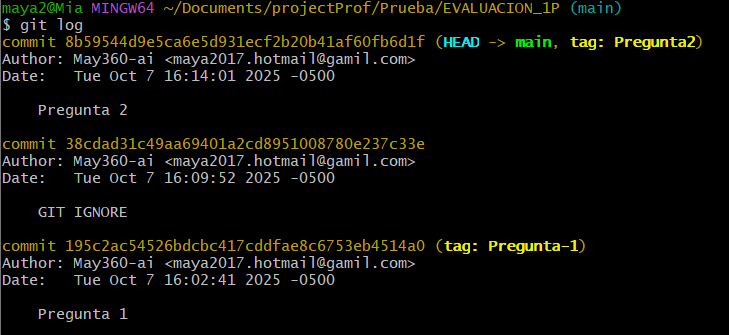 maya2@Mia MINGW64 ~/Documents/projectProf/Prueba/EVALUACION_1P (main)
$ git log
commit 8b59544d9e5ca6e5d931ecf2b20b41af60fb6d1f (HEAD -> main, tag: Pregunta2)
Author: May360-ai <maya2017.hotmail@gamil.com>
Date:   Tue Oct 7 16:14:01 2025 -0500
    Pregunta 2
commit 38cdad31c49aa69401a2cd8951008780e237c33e
Author: May360-ai <maya2017.hotmail@gamil.com>
Date:   Tue Oct 7 16:09:52 2025 -0500
    GIT IGNORE
commit 195c2ac54526bdcbc417cddfae8c6753eb4514a0 (tag: Pregunta-1)
Author: May360-ai <maya2017.hotmail@gamil.com>
Date:   Tue Oct 7 16:02:41 2025 -0500
    Pregunta 1